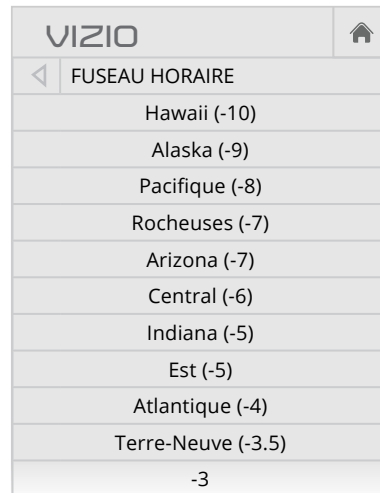 VIZIO
FUSEAU HORAIRE
Hawaii (-10)
Alaska (-9)
Pacifique (-8)
Rocheuses (-7)
Arizona (-7)
Central (-6)
Indiana (-5)
Est (-5)
Atlantique (-4)
Terre-Neuve (-3.5)
-3